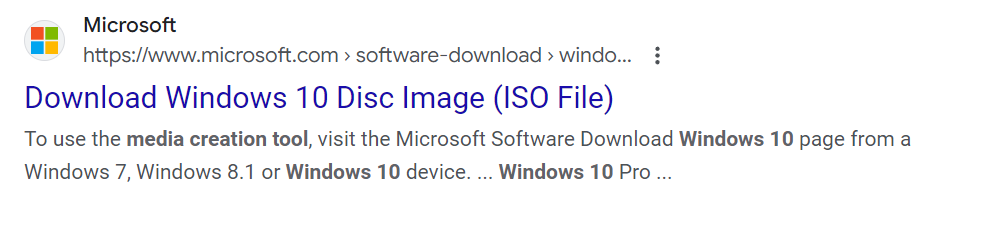 Microsoft
https://www.microsoft.com › software-download › windo...
Download Windows 10 Disc Image (ISO File)
To use the media creation tool, visit the Microsoft Software Download Windows 10 page from a
Windows 7, Windows 8.1 or Windows 10 device. ... Windows 10 Pro ...